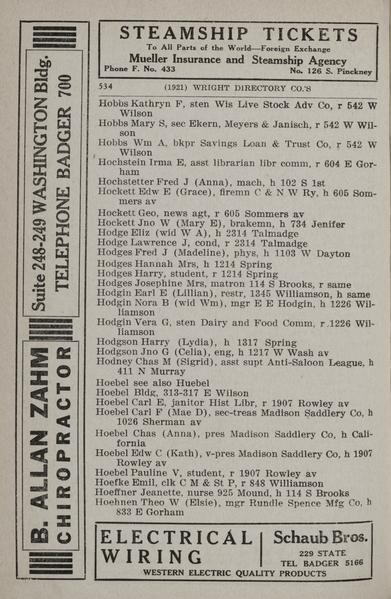 STEAMSHIP TICKETS
To All Parts of the World—Foreign Exchange
Mueller Insurance and Steamship Agency
Phone F. No. 433 No. 126 S. Pinckney
B. ALLAN ZAHM
CHIROPRACTOR
Suite 248-249 WASHINGTON Bldg.
TELEPHONE BADGER 700
534 (1921) WRIGHT DIRECTORY CO.'S
Hobbs Kathryn F, sten Wis Live Stock Adv Co, r 542 W
Wilson
Hobbs Mary S, sec Ekern, Meyers & Janisch, r 542 W Wil-
son
Hobbs Wm A, bkpr Savings Loan & Trust Co, r 542 W
Wilson
Hochstein Irma E, asst librarian libr comm, r 604 E Gor-
ham
Hochstetter Fred J (Anna), mach, h 102 S 1st
Hockett Edw E (Grace), firemn C & N W Ry, h 605 Som-
mers av
Hockett Geo, news agt, r 605 Sommers av
Hockett Jno W (Mary E), brakemn, h 734 Jenifer
Hodge Eliz (wid W A), h 2314 Talmadge
Hodge Lawrence J, cond, r 2314 Talmadge
Hodges Fred J (Madeline), phys, h 1103 W Dayton
Hodges Hannah Mrs, h 1214 Spring
Hodges Harry, student, r 1214 Spring
Hodges Josephine Mrs, matron 114 S Brooks, r same
Hodgin Earl E (Lillian), restr, 1345 Williamson, h same
Hodgin Nora B (wid Wm), mgr E E Hodgin, h 1226 Wil-
liamson
Hodgin Vera G, sten Dairy and Food Comm, r 1226 Wil-
liamson
Hodgson Harry (Lydia), h 1317 Spring
Hodgson Jno G (Celia), eng, h 1217 W Wash av
Hodney Chas M (Sigrid), asst supt Anti-Saloon League, h
411 N Murray
Hoebel see also Huebel
Hoebel Bldg, 313-317 E Wilson
Hoebel Carl E, janitor Hist Libr, r 1907 Rowley av
Hoebel Carl F (Mae D), sec-treas Madison Saddlery Co, h
1026 Sherman av
Hoebel Chas (Anna), pres Madison Saddlery Co, h Cali-
fornia
Hoebel Edw C (Kath), v-pres Madison Saddlery Co, h 1907
Rowley av
Hoebel Pauline V, student, r 1907 Rowley av
Hoefke Emil, clk C M & St P, r 848 Williamson
Hoeffner Jeanette, nurse 925 Mound, h 114 S Brooks
Hoehnen Theo W (Elsie), mgr Rundle Spence Mfg Co, h
833 E Gorham
ELECTRICAL
WIRING
Schaub Bros.
229 STATE
TEL BADGER 5166
WESTERN ELECTRIC QUALITY PRODUCTS